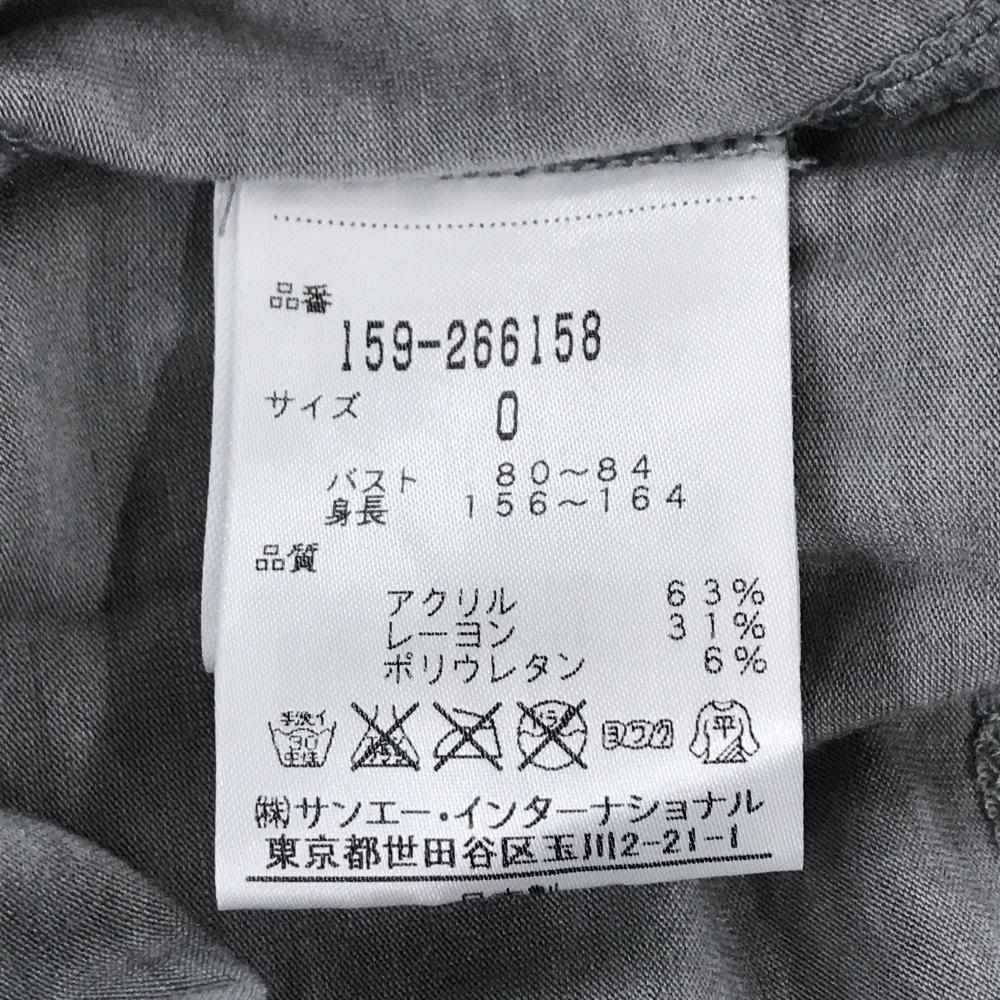 品番
159-266158
サイズ 0
バスト 80〜84
身長 156〜164
品質
アクリル 63%
レーヨン 31%
ポリウレタン 6%
手洗イ
30
中性
ヨワク
平
㈱サンエー・インターナショナル
東京都世田谷区玉川2-21-1